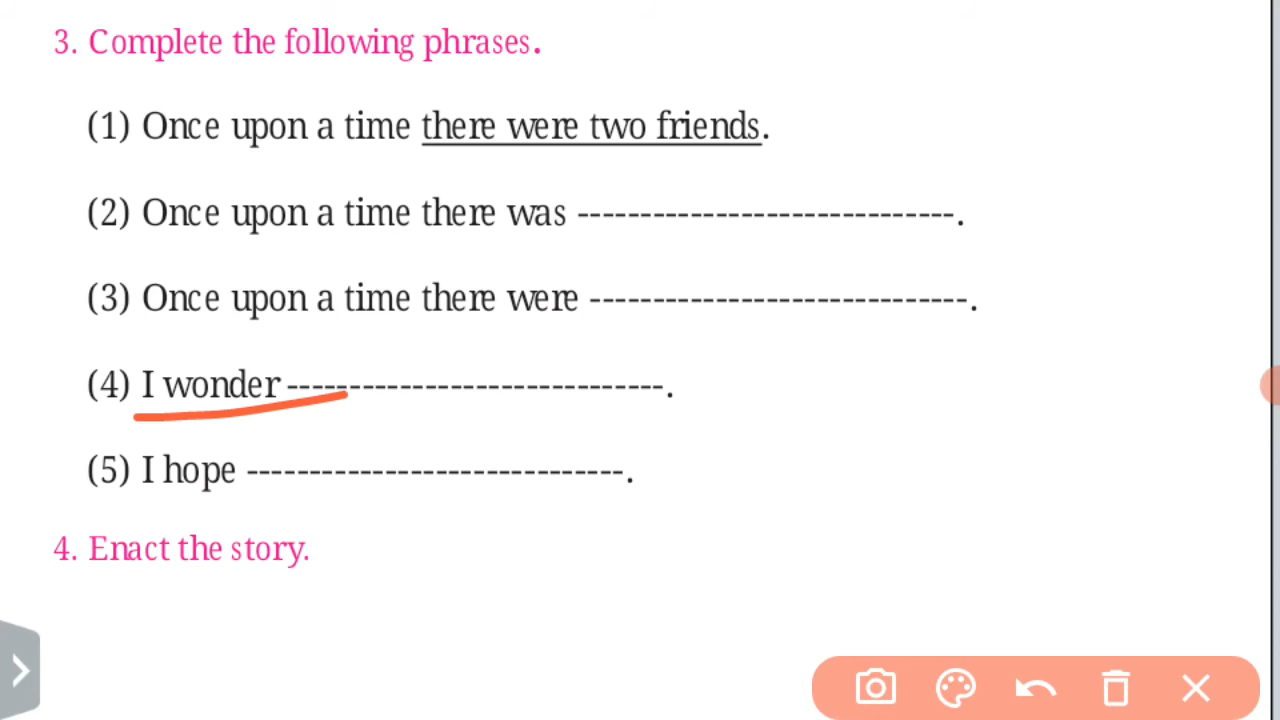 3. Complete the following phrases.
(1) Once upon a time there were two friends.
(2) Once upon a time there was ------------------------------.
(3) Once upon a time there were ------------------------------.
(4) I wonder ------------------------------.
(5) I hope ------------------------------.
4. Enact the story.